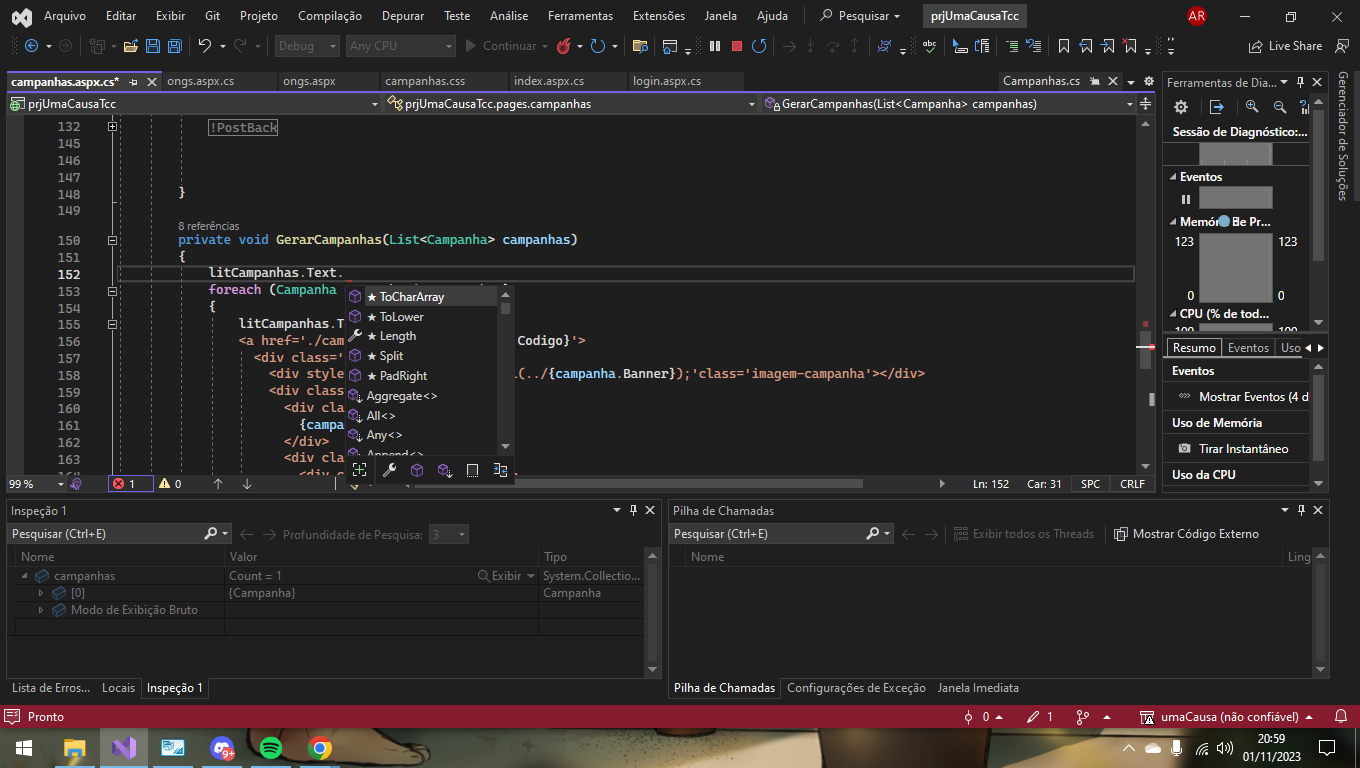 Arquivo Editar Exibir Git Projeto Compilação Depurar Teste Análise Ferramentas Extensões Janela Ajuda Pesquisar prjUmaCausaTcc AR
Debug Any CPU Continuar Live Share
campanhas.aspx.cs* ongs.aspx.cs ongs.aspx campanhas.css index.aspx.cs login.aspx.cs Campanhas.cs
prjUmaCausaTcc prjUmaCausaTcc.pages.campanhas GerarCampanhas(List<Campanha> campanhas)
132 !PostBack
145
146
147
148 }
149
8 referências
150 private void GerarCampanhas(List<Campanha> campanhas)
151 {
152 litCampanhas.Text.
153 foreach (Campanha
154 {
155 litCampanhas.T
156 <a href='./cam Codigo}'>
157 <div class='
158 <div style (../{campanha.Banner});'class='imagem-campanha'></div>
159 <div class
160 <div cla
161 {campa
162 </div>
163 <div cla
★ ToCharArray
★ ToLower
★ Length
★ Split
★ PadRight
Aggregate<>
All<>
Any<>
Append<>
99 % 1 0 Ln: 152 Car: 31 SPC CRLF
Ferramentas de Dia...
Sessão de Diagnóstico:...
Eventos
Memória de Pr...
123 123
0 0
CPU (% de tod...
100 100
Resumo Eventos Uso
Eventos
Mostrar Eventos (4 d
Uso de Memória
Tirar Instantâneo
Uso da CPU
Gerenciador de Soluções
Inspeção 1
Pesquisar (Ctrl+E) Profundidade de Pesquisa: 3
Nome Valor Tipo
campanhas Count = 1 Exibir System.Collectio...
[0] {Campanha} Campanha
Modo de Exibição Bruto
Lista de Erros... Locais Inspeção 1
Pilha de Chamadas
Pesquisar (Ctrl+E) Exibir todos os Threads Mostrar Código Externo
Nome Ling
Pilha de Chamadas Configurações de Exceção Janela Imediata
Pronto 0 1 umaCausa (não confiável)
9+
20:59
01/11/2023